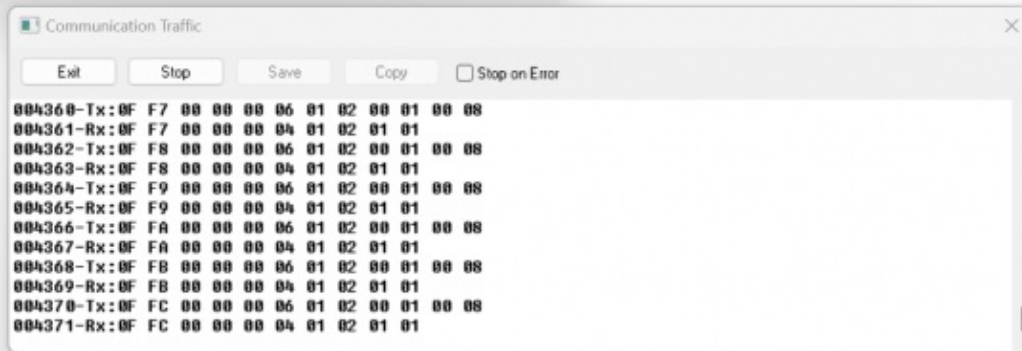 Communication Traffic
Exit Stop Save Copy Stop on Error
004360-Tx:0F F7 00 00 00 06 01 02 00 01 00 08
004361-Rx:0F F7 00 00 00 04 01 02 01 01
004362-Tx:0F F8 00 00 00 06 01 02 00 01 00 08
004363-Rx:0F F8 00 00 00 04 01 02 01 01
004364-Tx:0F F9 00 00 00 06 01 02 00 01 00 08
004365-Rx:0F F9 00 00 00 04 01 02 01 01
004366-Tx:0F FA 00 00 00 06 01 02 00 01 00 08
004367-Rx:0F FA 00 00 00 04 01 02 01 01
004368-Tx:0F FB 00 00 00 06 01 02 00 01 00 08
004369-Rx:0F FB 00 00 00 04 01 02 01 01
004370-Tx:0F FC 00 00 00 06 01 02 00 01 00 08
004371-Rx:0F FC 00 00 00 04 01 02 01 01